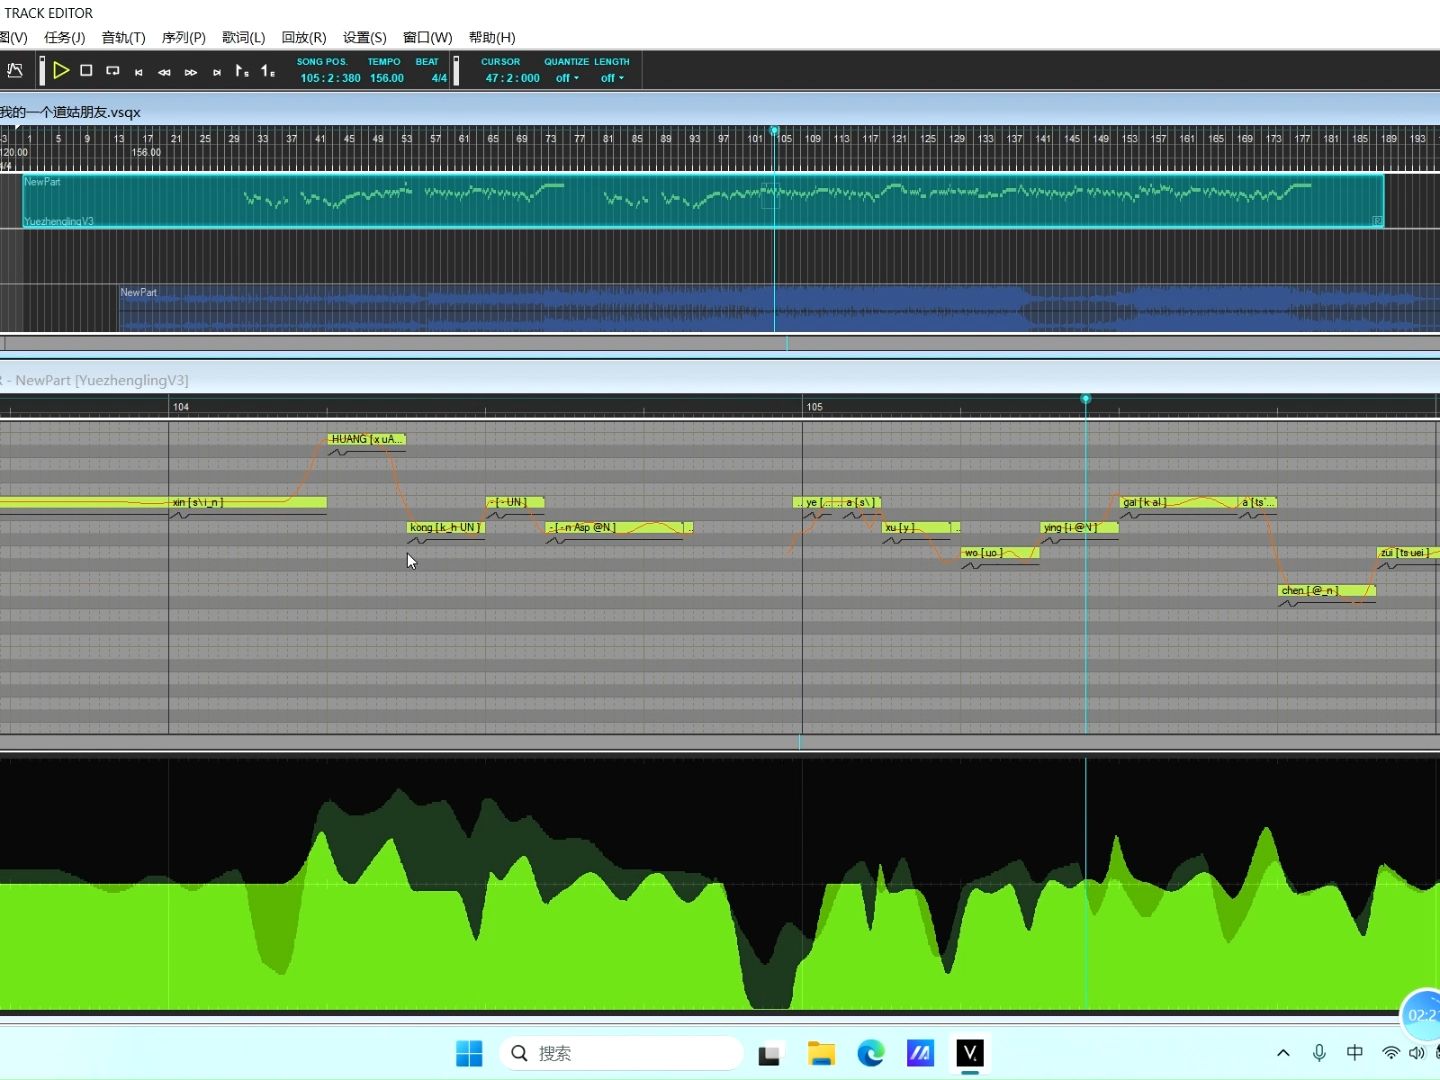 TRACK EDITOR
图(V) 任务(J) 音轨(T) 序列(P) 歌词(L) 回放(R) 设置(S) 窗口(W) 帮助(H)
SONG POS. TEMPO BEAT CURSOR QUANTIZE LENGTH
105 : 2 : 380 156.00 4/4 47 : 2 : 000 off off
我的一个道姑朋友.vsqx
-3 1 5 9 13 17 21 25 29 33 37 41 45 49 53 57 61 63 69 73 77 81 85 89 93 97 101 105 109 113 117 121 125 129 133 137 141 145 149 153 157 161 165 169 173 177 181 185 189 193
120.00 156.00
4/4
NewPart
YuezhenglingV3
NewPart
R - NewPart [YuezhenglingV3]
104 105
HUANG [ x uA...
xin [ s\ i_n ] - [ - UN ] .. ye [... .. a [ s\ ] gai [ k aI ] a [ ts`...
kong [ k_h UN ] - [ - n Asp @N ] .. xu [ y ] .. ying [ i @N ]
wo [ uo ] zui [ ts uei ]
chen [ @_n ]
02:2
搜索
中